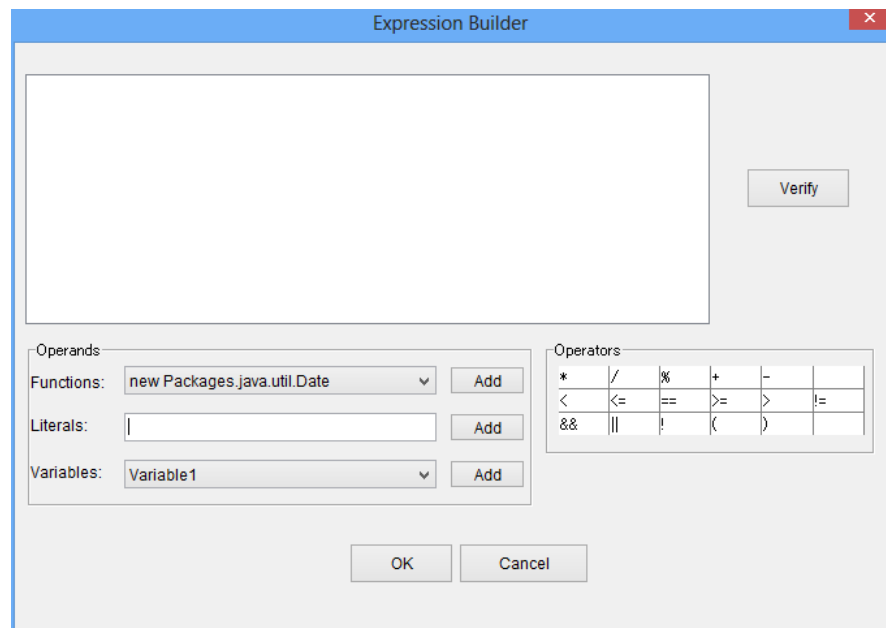 Expression Builder
Verify
Operands
Functions: new Packages.java.util.Date Add
Literals: Add
Variables: Variable1 Add
Operators
* / % + -
< <= == >= > !=
&& || ! ( )
OK Cancel